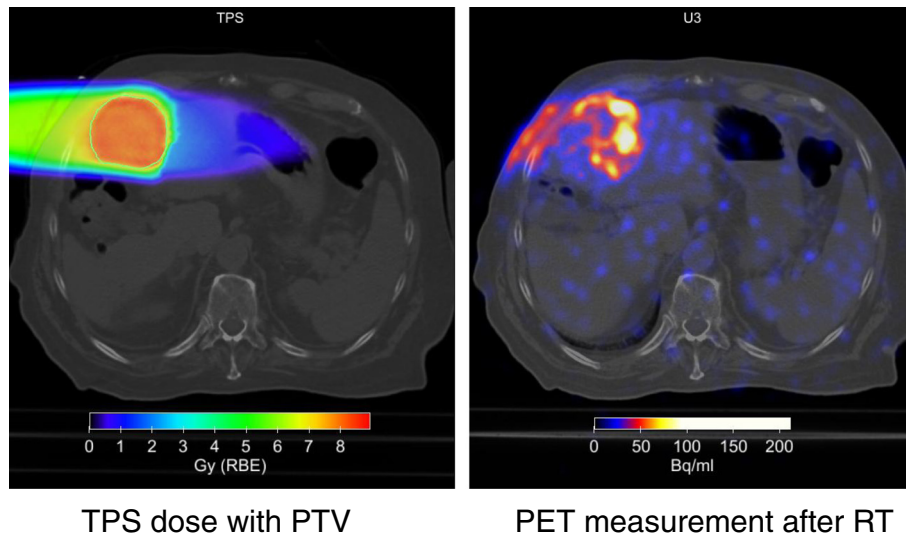 TPS
U3
0 1 2 3 4 5 6 7 8
Gy (RBE)
0 50 100 150 200
Bq/ml
TPS dose with PTV
PET measurement after RT